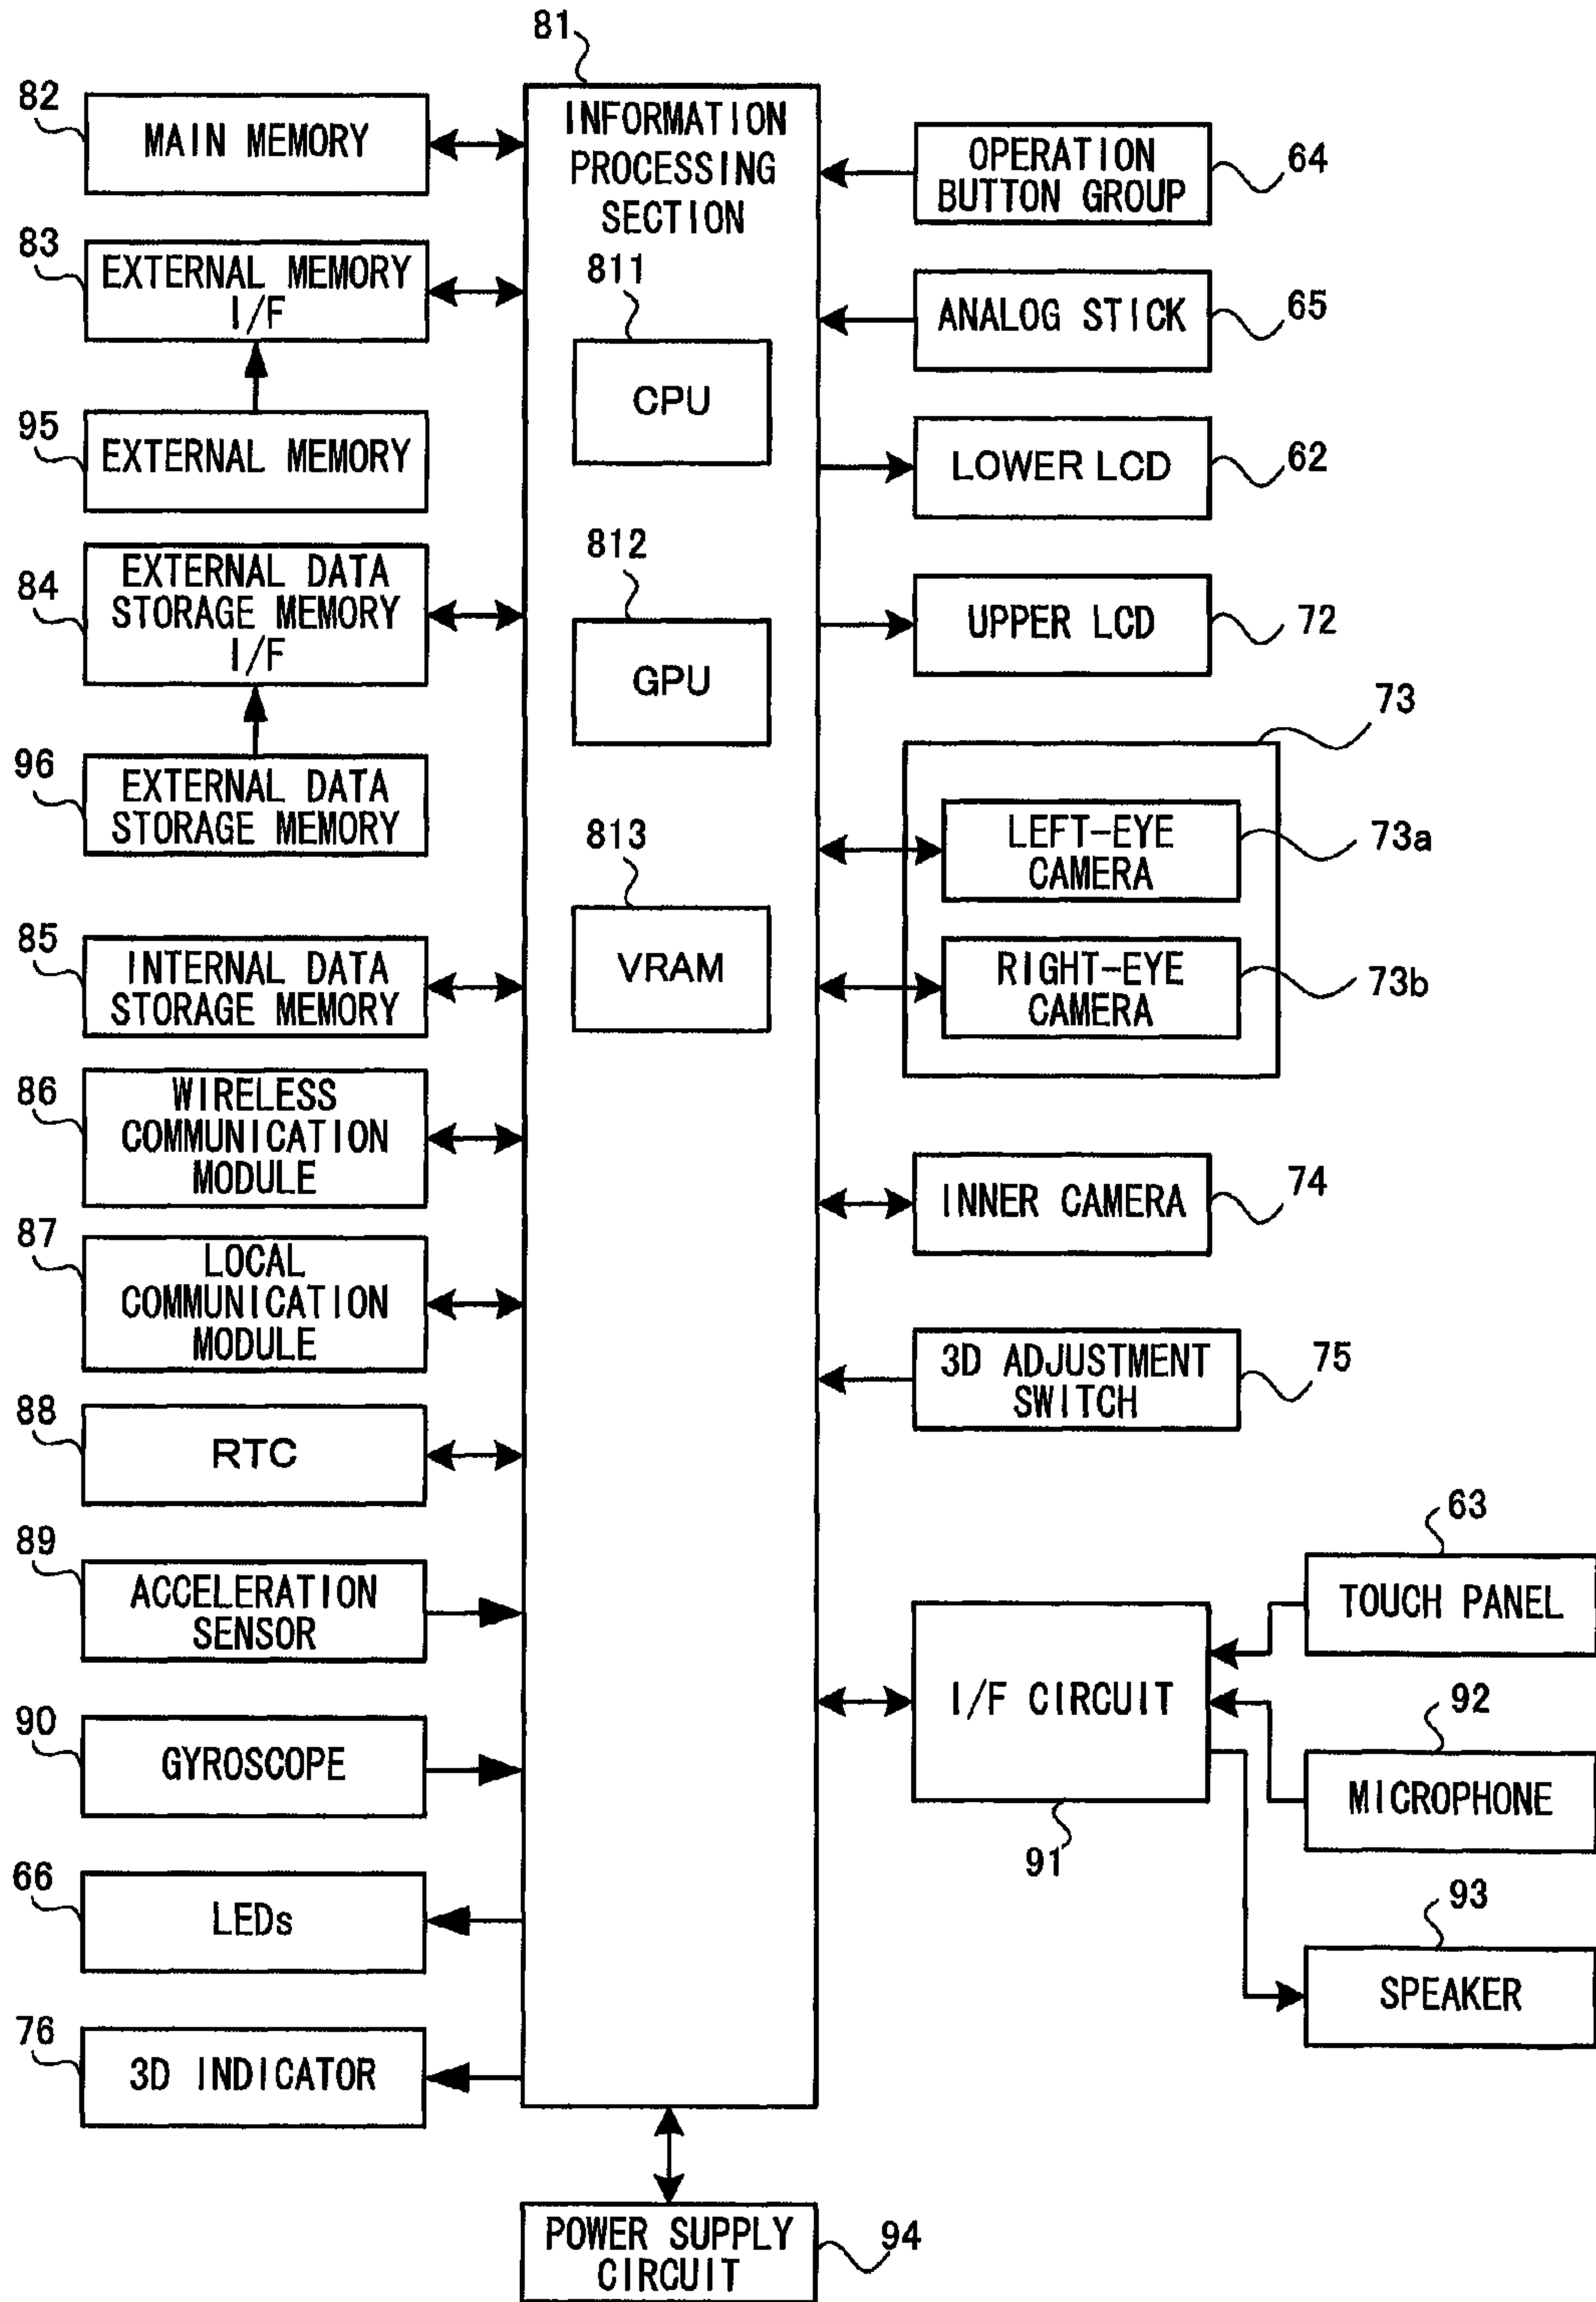 81
82
MAIN MEMORY
83
EXTERNAL MEMORY
I/F
95
EXTERNAL MEMORY
84
EXTERNAL DATA
STORAGE MEMORY
I/F
96
EXTERNAL DATA
STORAGE MEMORY
85
INTERNAL DATA
STORAGE MEMORY
86
WIRELESS
COMMUNICATION
MODULE
87
LOCAL
COMMUNICATION
MODULE
88
RTC
89
ACCELERATION
SENSOR
90
GYROSCOPE
66
LEDs
76
3D INDICATOR
INFORMATION
PROCESSING
SECTION
811
CPU
812
GPU
813
VRAM
OPERATION
BUTTON GROUP
64
ANALOG STICK
65
LOWER LCD
62
UPPER LCD
72
73
LEFT-EYE
CAMERA
73a
RIGHT-EYE
CAMERA
73b
INNER CAMERA
74
3D ADJUSTMENT
SWITCH
75
63
TOUCH PANEL
I/F CIRCUIT
91
92
MICROPHONE
93
SPEAKER
POWER SUPPLY
CIRCUIT
94